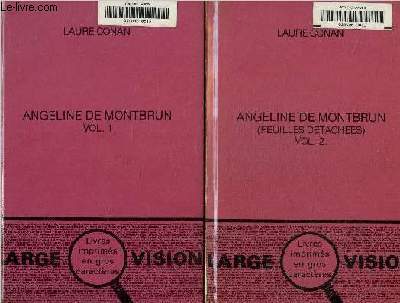 Le-livre.com
LAURE CONAN
ANGELINE DE MONTBRUN
VOL. 1
ARGE VISION
Livres
imprimés
en gros
caractères
LAURE CONAN
ANGELINE DE MONTBRUN
(FEUILLES DETACHEES)
VOL. 2.
ARGE VISION
Livres
imprimés
en gros
caractères